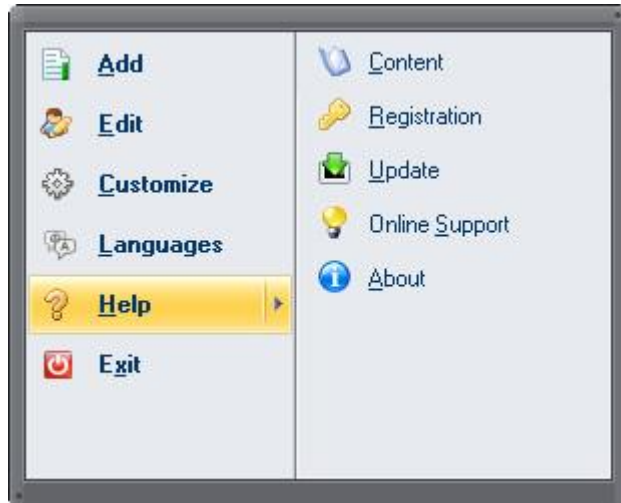 Add
Edit
Customize
Languages
Help
Exit
Content
Registration
Update
Online Support
About